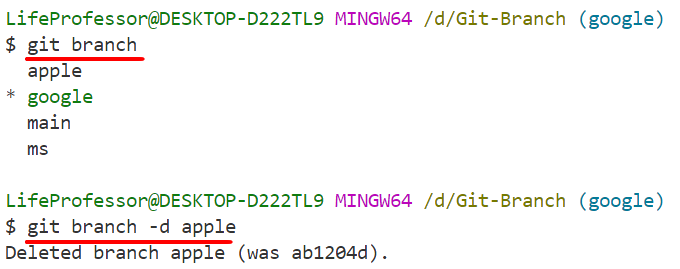 LifeProfessor@DESKTOP-D222TL9 MINGW64 /d/Git-Branch (google)
$ git branch
  apple
* google
  main
  ms
LifeProfessor@DESKTOP-D222TL9 MINGW64 /d/Git-Branch (google)
$ git branch -d apple
Deleted branch apple (was ab1204d).